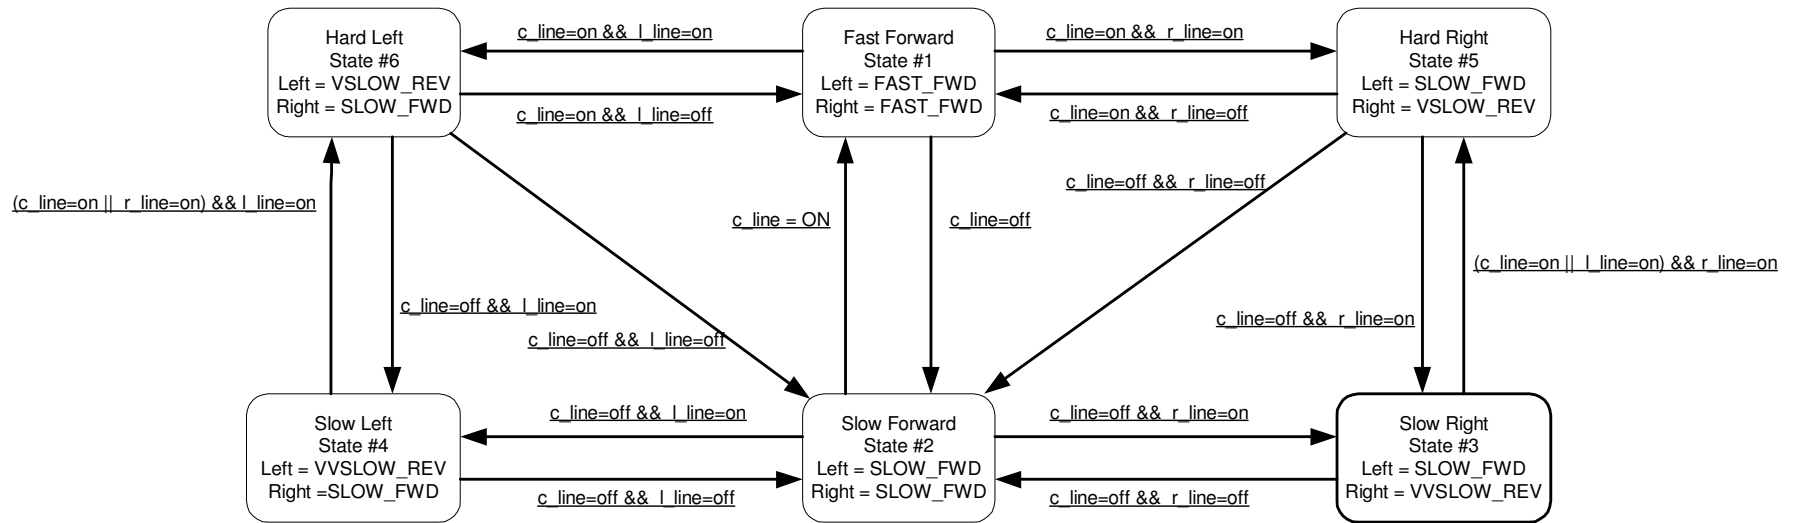 Hard Left
State #6
Left = VSLOW_REV
Right = SLOW_FWD
c_line=on && l_line=on
c_line=on && l_line=off
Fast Forward
State #1
Left = FAST_FWD
Right = FAST_FWD
c_line=on && r_line=on
c_line=on && r_line=off
Hard Right
State #5
Left = SLOW_FWD
Right = VSLOW_REV
(c_line=on || r_line=on) && l_line=on
c_line=off && l_line=on
c_line=off && l_line=off
c_line = ON
c_line=off
c_line=off && r_line=off
c_line=off && r_line=on
(c_line=on || l_line=on) && r_line=on
Slow Left
State #4
Left = VVSLOW_REV
Right =SLOW_FWD
c_line=off && l_line=on
c_line=off && l_line=off
Slow Forward
State #2
Left = SLOW_FWD
Right = SLOW_FWD
c_line=off && r_line=on
c_line=off && r_line=off
Slow Right
State #3
Left = SLOW_FWD
Right = VVSLOW_REV